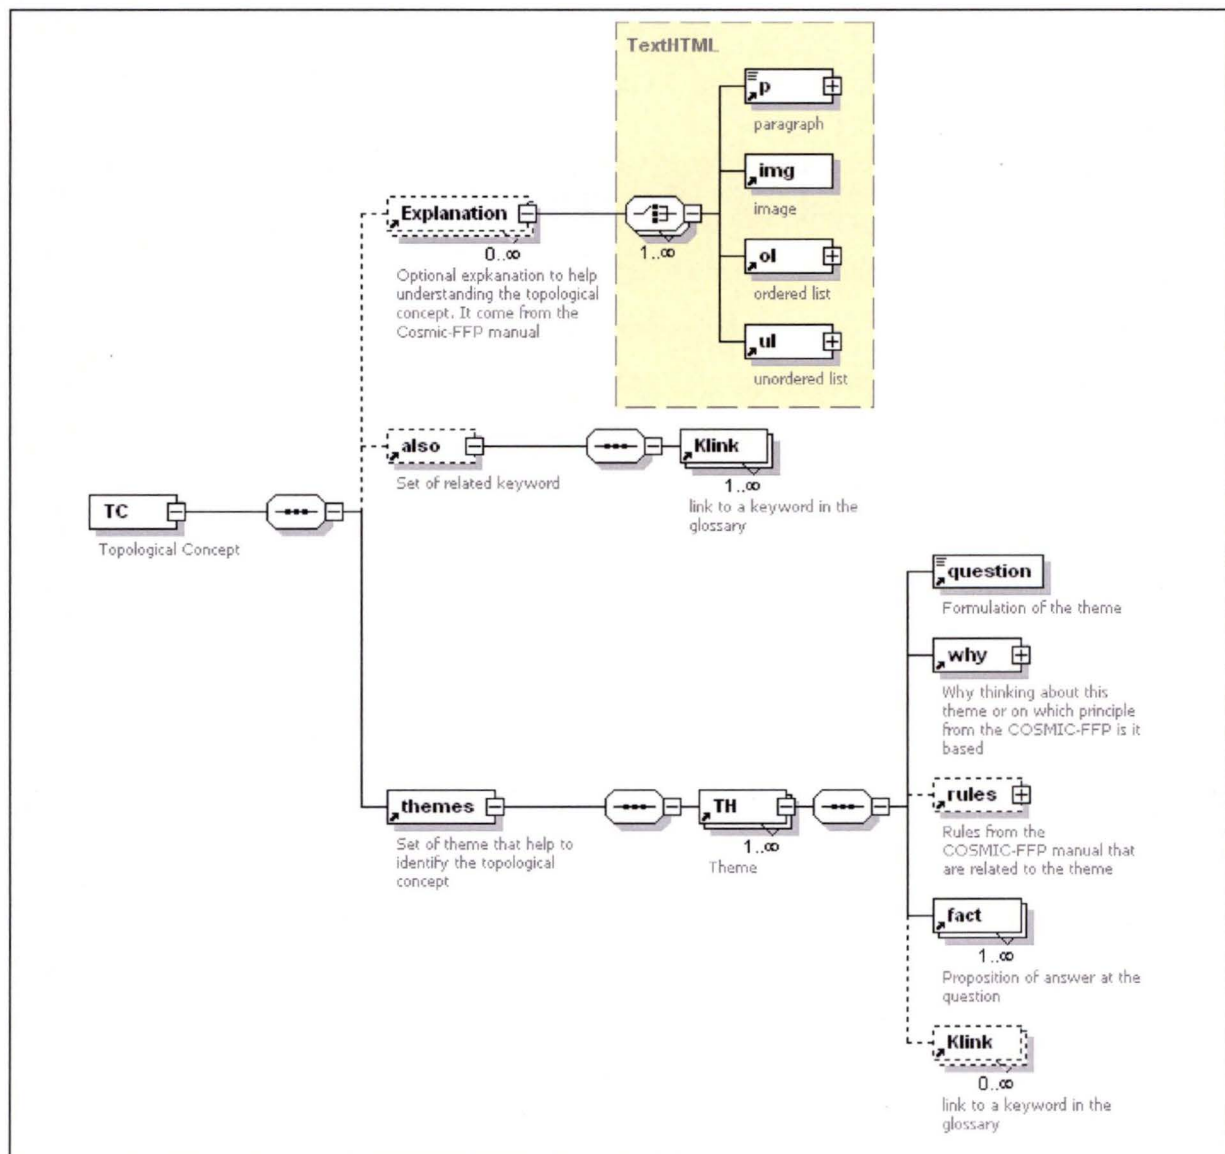 TextHTML
p
paragraph
img
image
ol
ordered list
ul
unordered list
Explanation
0..∞
1..∞
Optional expkanation to help
understanding the topological
concept. It come from the
Cosmic-FFP manual
also
Set of related keyword
Klink
1..∞
link to a keyword in the
glossary
TC
Topological Concept
themes
Set of theme that help to
identify the topological
concept
TH
1..∞
Theme
question
Formulation of the theme
why
Why thinking about this
theme or on which principle
from the COSMIC-FFP is it
based
rules
Rules from the
COSMIC-FFP manual that
are related to the theme
fact
1..∞
Proposition of answer at the
question
Klink
0..∞
link to a keyword in the
glossary